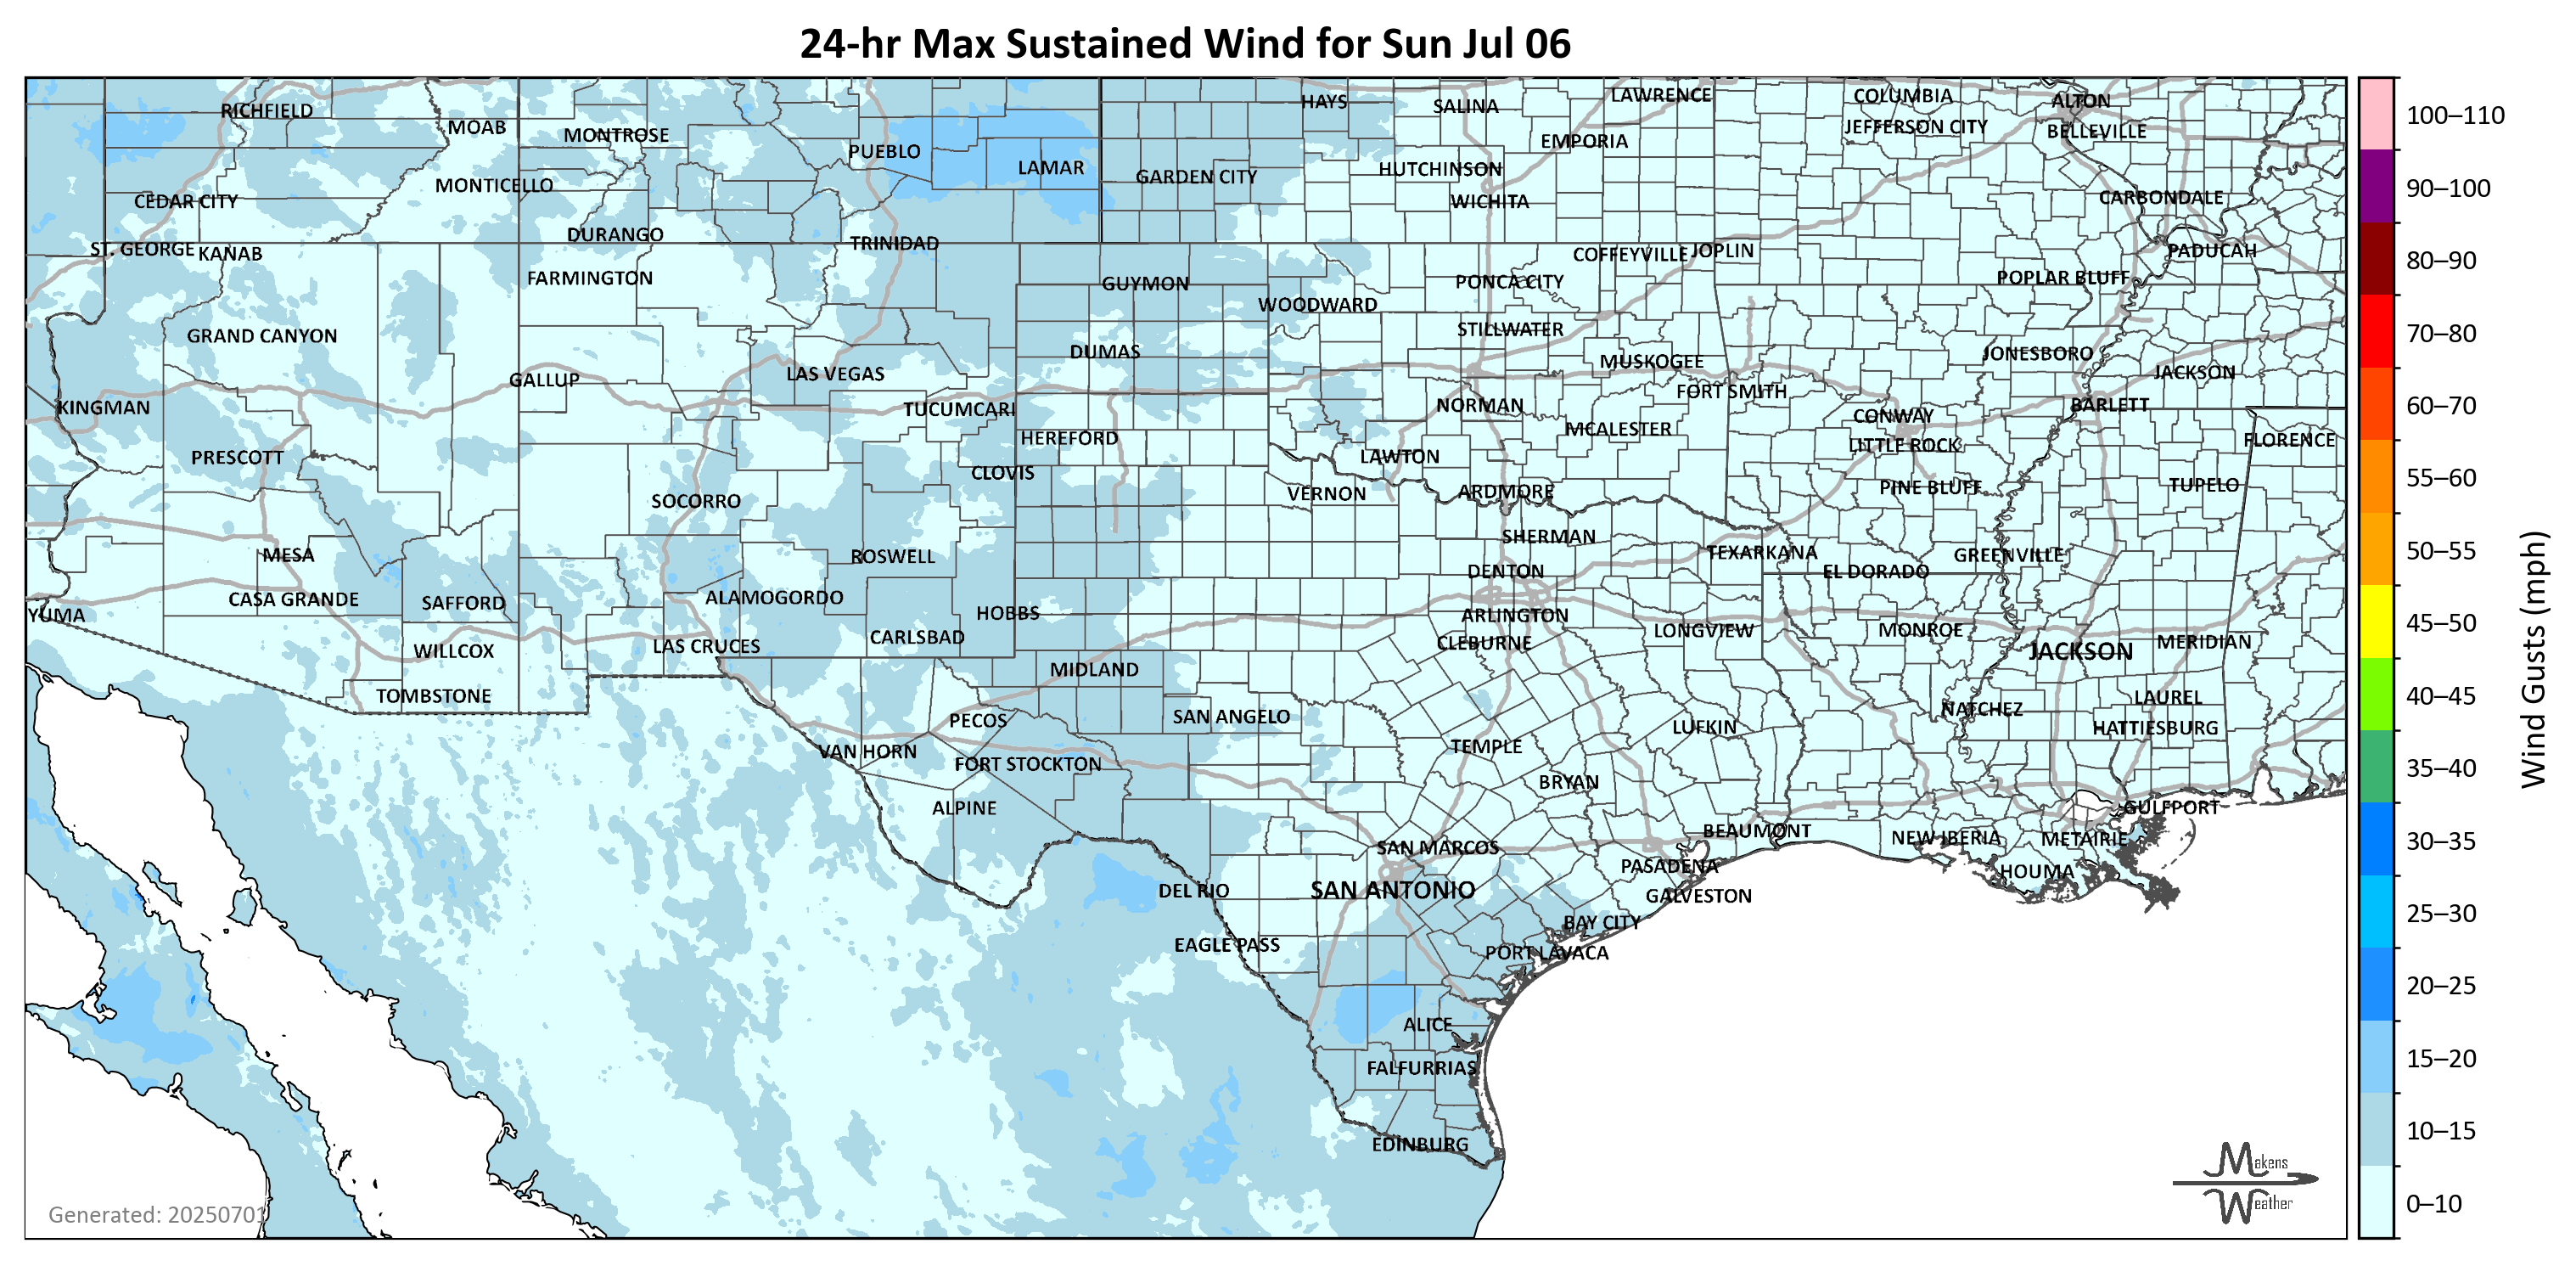 24-hr Max Sustained Wind for Sun Jul 06
RICHFIELD
MOAB
MONTROSE
PUEBLO
LAMAR
HAYS
SALINA
LAWRENCE
COLUMBIA
ALTON
JEFFERSON CITY
BELLEVILLE
EMPORIA
HUTCHINSON
GARDEN CITY
MONTICELLO
CEDAR CITY
WICHITA
CARBONDALE
DURANGO
TRINIDAD
ST. GEORGE
KANAB
FARMINGTON
GUYMON
COFFEYVILLE
JOPLIN
PADUCAH
PONCA CITY
POPLAR BLUFF
WOODWARD
GRAND CANYON
STILLWATER
DUMAS
MUSKOGEE
JONESBORO
GALLUP
LAS VEGAS
JACKSON
FORT SMITH
KINGMAN
TUCUMCARI
NORMAN
BARLETT
CONWAY
HEREFORD
MCALESTER
LITTLE ROCK
FLORENCE
PRESCOTT
CLOVIS
LAWTON
SOCORRO
VERNON
ARDMORE
PINE BLUFF
TUPELO
SHERMAN
MESA
ROSWELL
TEXARKANA
GREENVILLE
DENTON
EL DORADO
CASA GRANDE
SAFFORD
ALAMOGORDO
YUMA
HOBBS
ARLINGTON
CARLSBAD
CLEBURNE
LONGVIEW
MONROE
LAS CRUCES
WILLCOX
JACKSON
MERIDIAN
MIDLAND
TOMBSTONE
LAUREL
PECOS
SAN ANGELO
NATCHEZ
LUFKIN
HATTIESBURG
VAN HORN
TEMPLE
FORT STOCKTON
BRYAN
ALPINE
GULFPORT
SAN MARCOS
BEAUMONT
NEW IBERIA
METAIRIE
PASADENA
HOUMA
DEL RIO
SAN ANTONIO
GALVESTON
BAY CITY
EAGLE PASS
PORT LAVACA
ALICE
FALFURRIAS
EDINBURG
Generated: 20250701
Makens
Weather
100–110
90–100
80–90
70–80
60–70
55–60
50–55
45–50
40–45
35–40
30–35
25–30
20–25
15–20
10–15
0–10
Wind Gusts (mph)